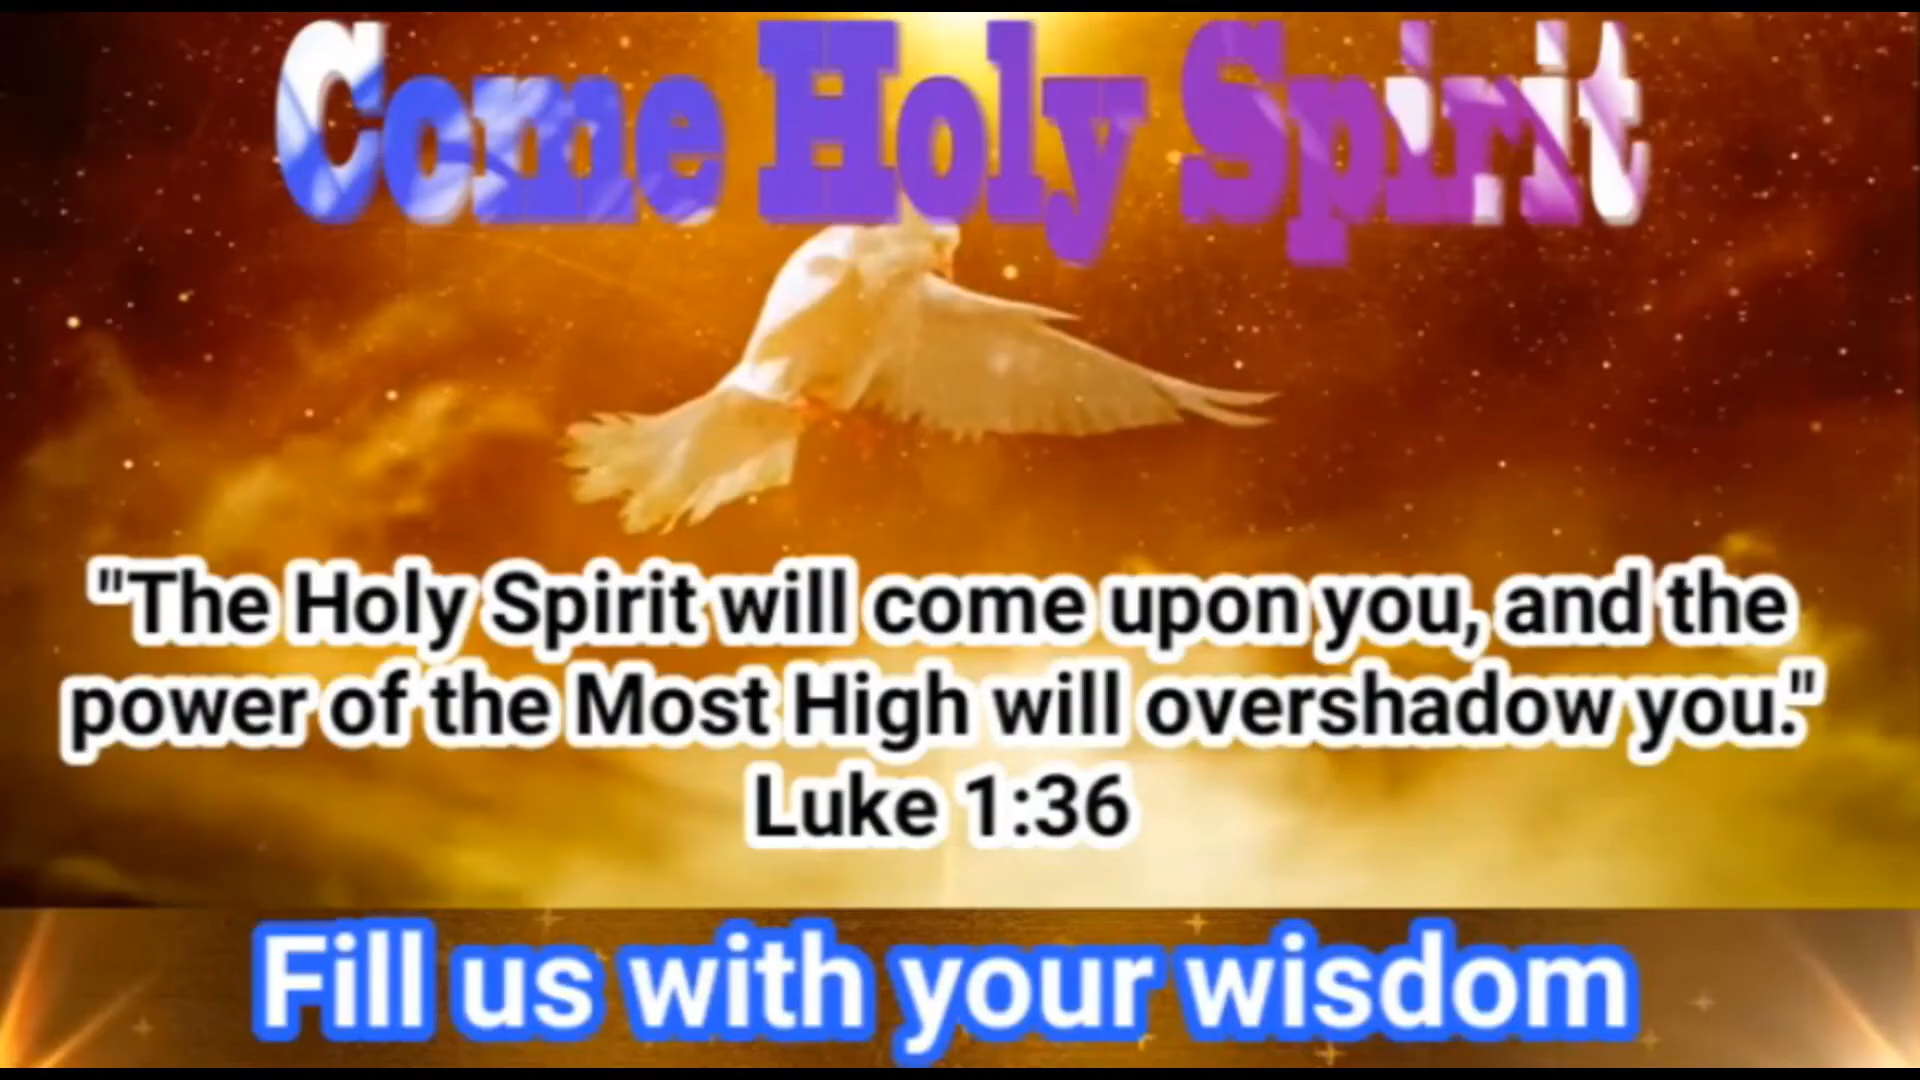 Come Holy Spirit
"The Holy Spirit will come upon you, and the
power of the Most High will overshadow you."
Luke 1:36
Fill us with your wisdom